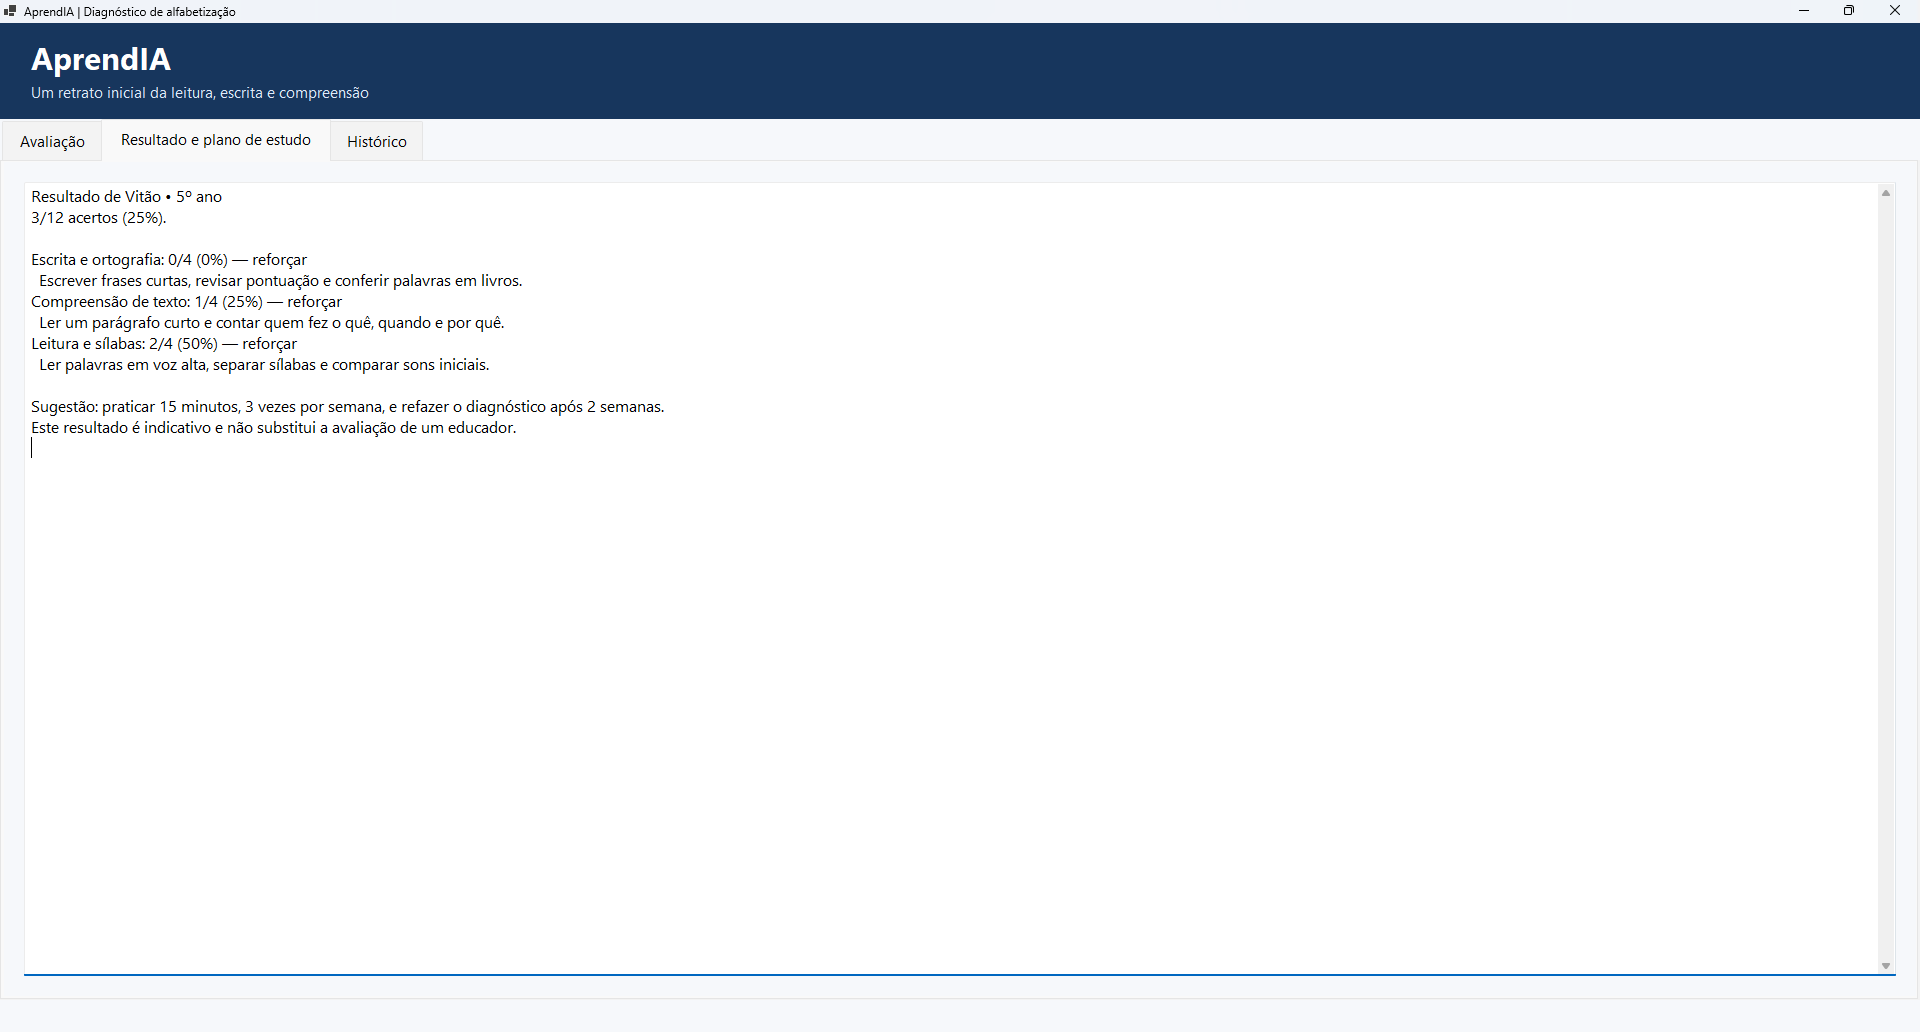 AprendIA | Diagnóstico de alfabetização
AprendIA
Um retrato inicial da leitura, escrita e compreensão
Avaliação
Resultado e plano de estudo
Histórico
Resultado de Vitão • 5º ano
3/12 acertos (25%).
Escrita e ortografia: 0/4 (0%) — reforçar
Escrever frases curtas, revisar pontuação e conferir palavras em livros.
Compreensão de texto: 1/4 (25%) — reforçar
Ler um parágrafo curto e contar quem fez o quê, quando e por quê.
Leitura e sílabas: 2/4 (50%) — reforçar
Ler palavras em voz alta, separar sílabas e comparar sons iniciais.
Sugestão: praticar 15 minutos, 3 vezes por semana, e refazer o diagnóstico após 2 semanas.
Este resultado é indicativo e não substitui a avaliação de um educador.